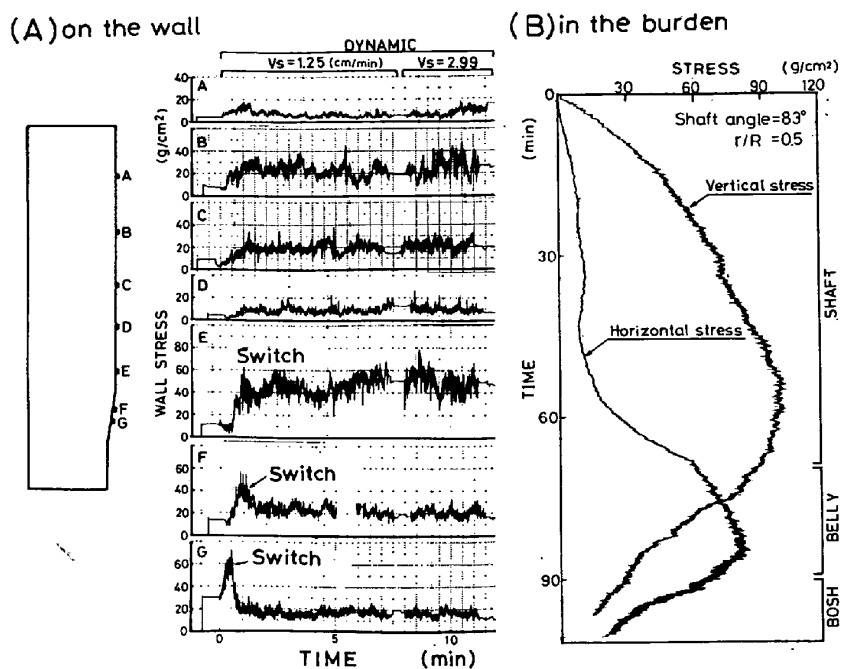 (A) on the wall
DYNAMIC
Vs=1.25 (cm/min)
Vs=2.99
WALL STRESS (g/cm²)
40
20
0
A
60
40
20
0
B
60
40
20
0
C
20
0
D
80
60
40
20
0
E
Switch
60
40
20
0
F
Switch
80
60
40
20
0
G
Switch
0 5 10
TIME (min)
A
B
C
D
E
F
G
(B) in the burden
STRESS (g/cm²)
30 60 90 120
0
30
60
90
TIME (min)
Shaft angle=83°
r/R =0.5
Vertical stress
Horizontal stress
SHAFT
BELLY
BOSH